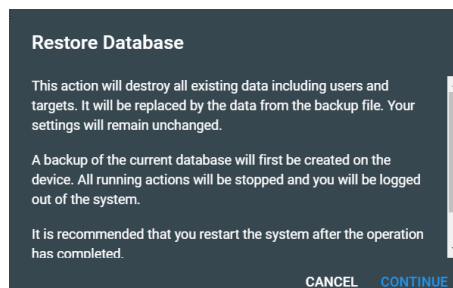 Restore Database
This action will destroy all existing data including users and
targets. It will be replaced by the data from the backup file. Your
settings will remain unchanged.
A backup of the current database will first be created on the
device. All running actions will be stopped and you will be logged
out of the system.
It is recommended that you restart the system after the operation
has completed.
CANCEL CONTINUE